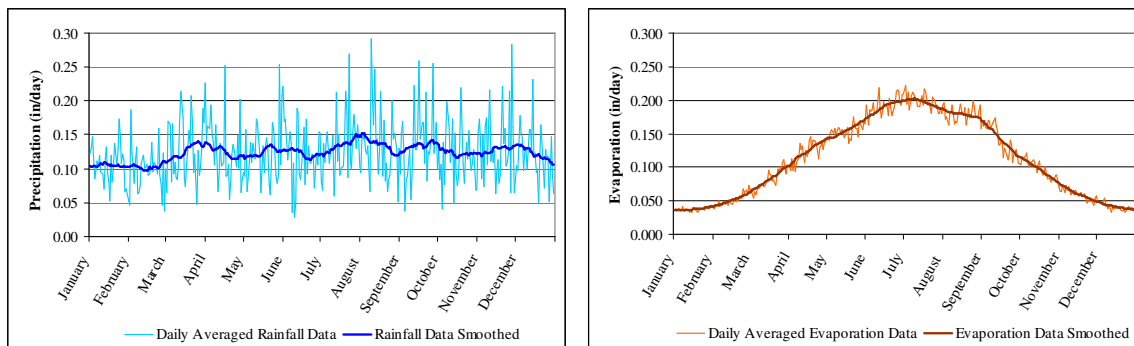 0.30
0.25
0.20
0.15
0.10
0.05
0.00
Precipitation (in/day)
January
February
March
April
May
June
July
August
September
October
November
December
Daily Averaged Rainfall Data
Rainfall Data Smoothed
0.300
0.250
0.200
0.150
0.100
0.050
0.000
Evaporation (in/day)
January
February
March
April
May
June
July
August
September
October
November
December
Daily Averaged Evaporation Data
Evaporation Data Smoothed